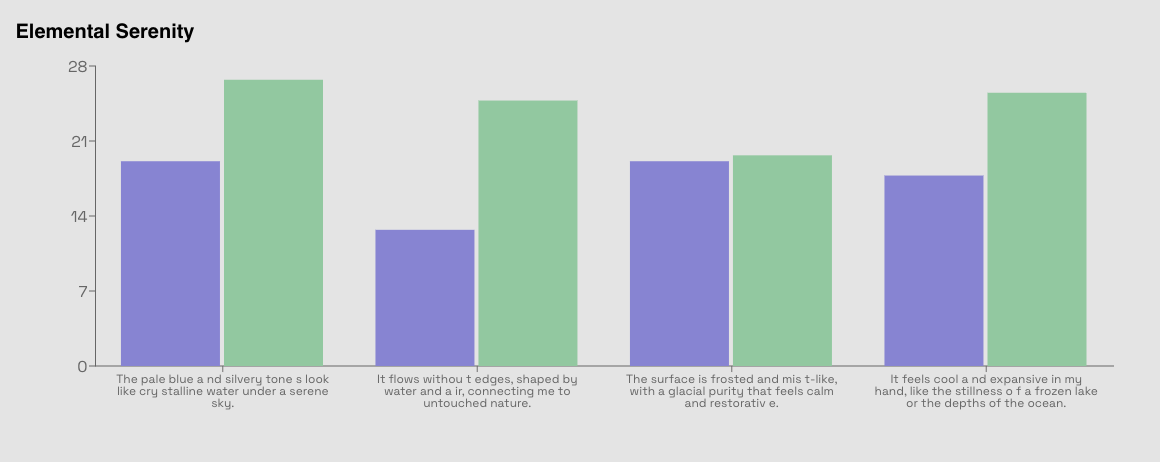 Elemental Serenity
28
21
14
7
0
The pale blue a nd silvery tone s look
like cry stalline water under a serene
sky.
It flows withou t edges, shaped by
water and a ir, connecting me to
untouched nature.
The surface is frosted and mis t-like,
with a glacial purity that feels calm
and restorativ e.
It feels cool a nd expansive in my
hand, like the stillness o f a frozen lake
or the depths of the ocean.